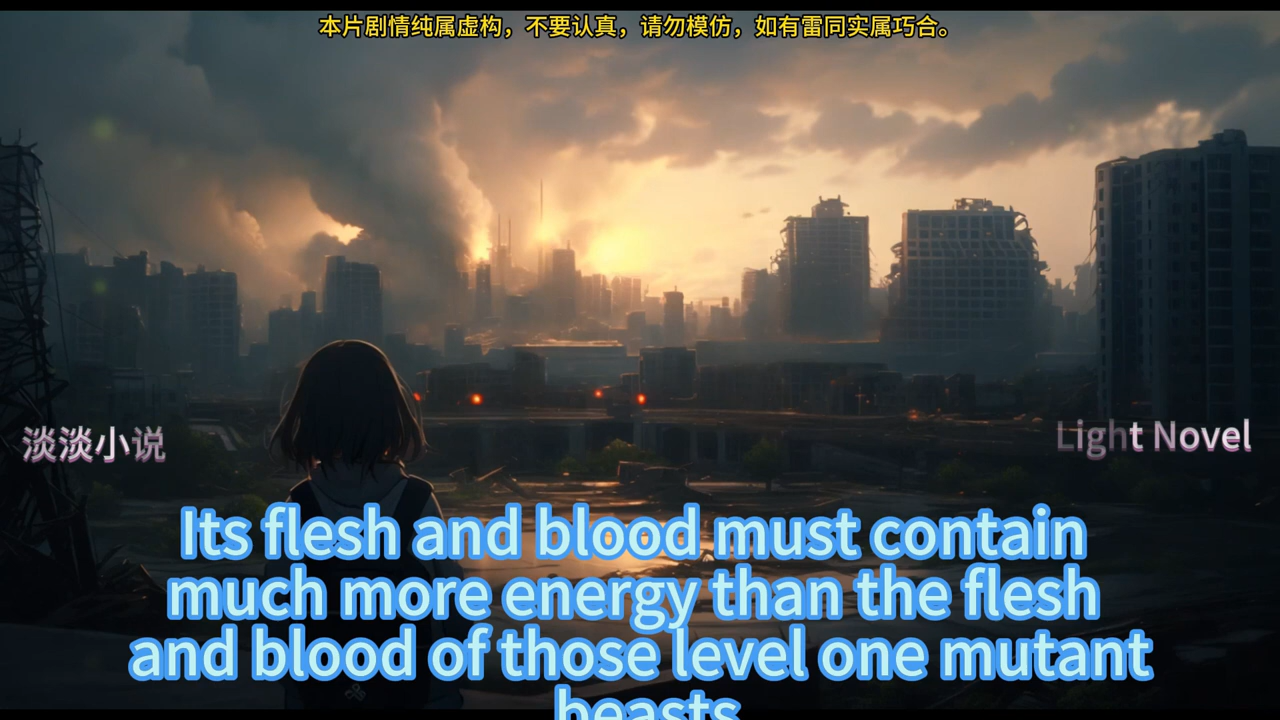 本片剧情纯属虚构，不要认真，请勿模仿，如有雷同实属巧合。
淡淡小说
Light Novel
Its flesh and blood must contain
much more energy than the flesh
and blood of those level one mutant
beasts